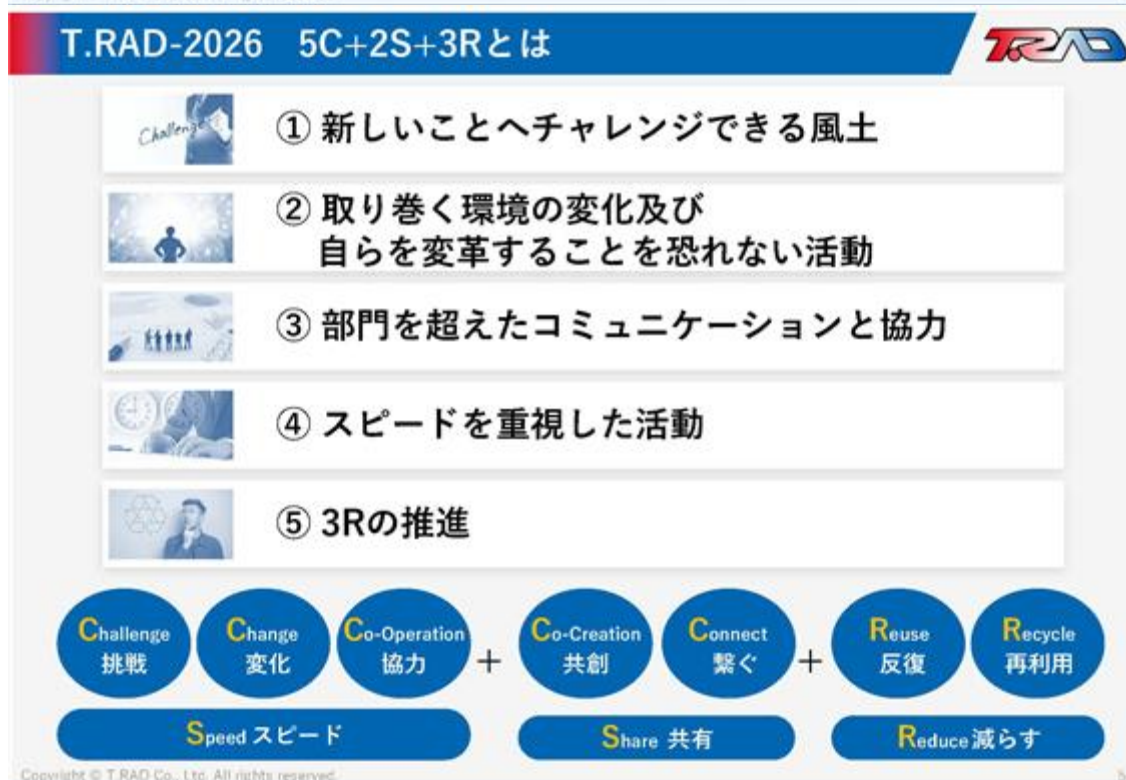 T.RAD-2026 5C+2S+3Rとは
T.RAD
Challenge
① 新しいことへチャレンジできる風土
② 取り巻く環境の変化及び
自らを変革することを恐れない活動
③ 部門を超えたコミュニケーションと協力
④ スピードを重視した活動
⑤ 3Rの推進
Challenge
挑戦
Change
変化
Co-Operation
協力
+
Co-Creation
共創
Connect
繋ぐ
+
Reuse
反復
Recycle
再利用
Speed スピード
Share 共有
Reduce 減らす
Copyright © T.RAD Co., Ltd. All rights reserved.